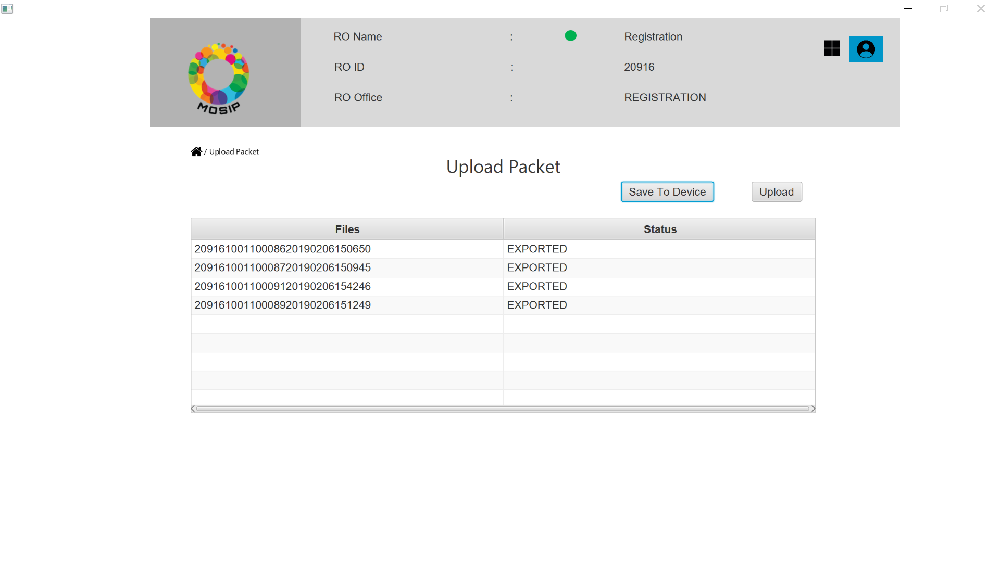 RO Name : Registration
RO ID : 20916
RO Office : REGISTRATION
MOSIP
/ Upload Packet
Upload Packet
Save To Device Upload
Files Status
20916100110008620190206150650 EXPORTED
20916100110008720190206150945 EXPORTED
20916100110009120190206154246 EXPORTED
20916100110008920190206151249 EXPORTED